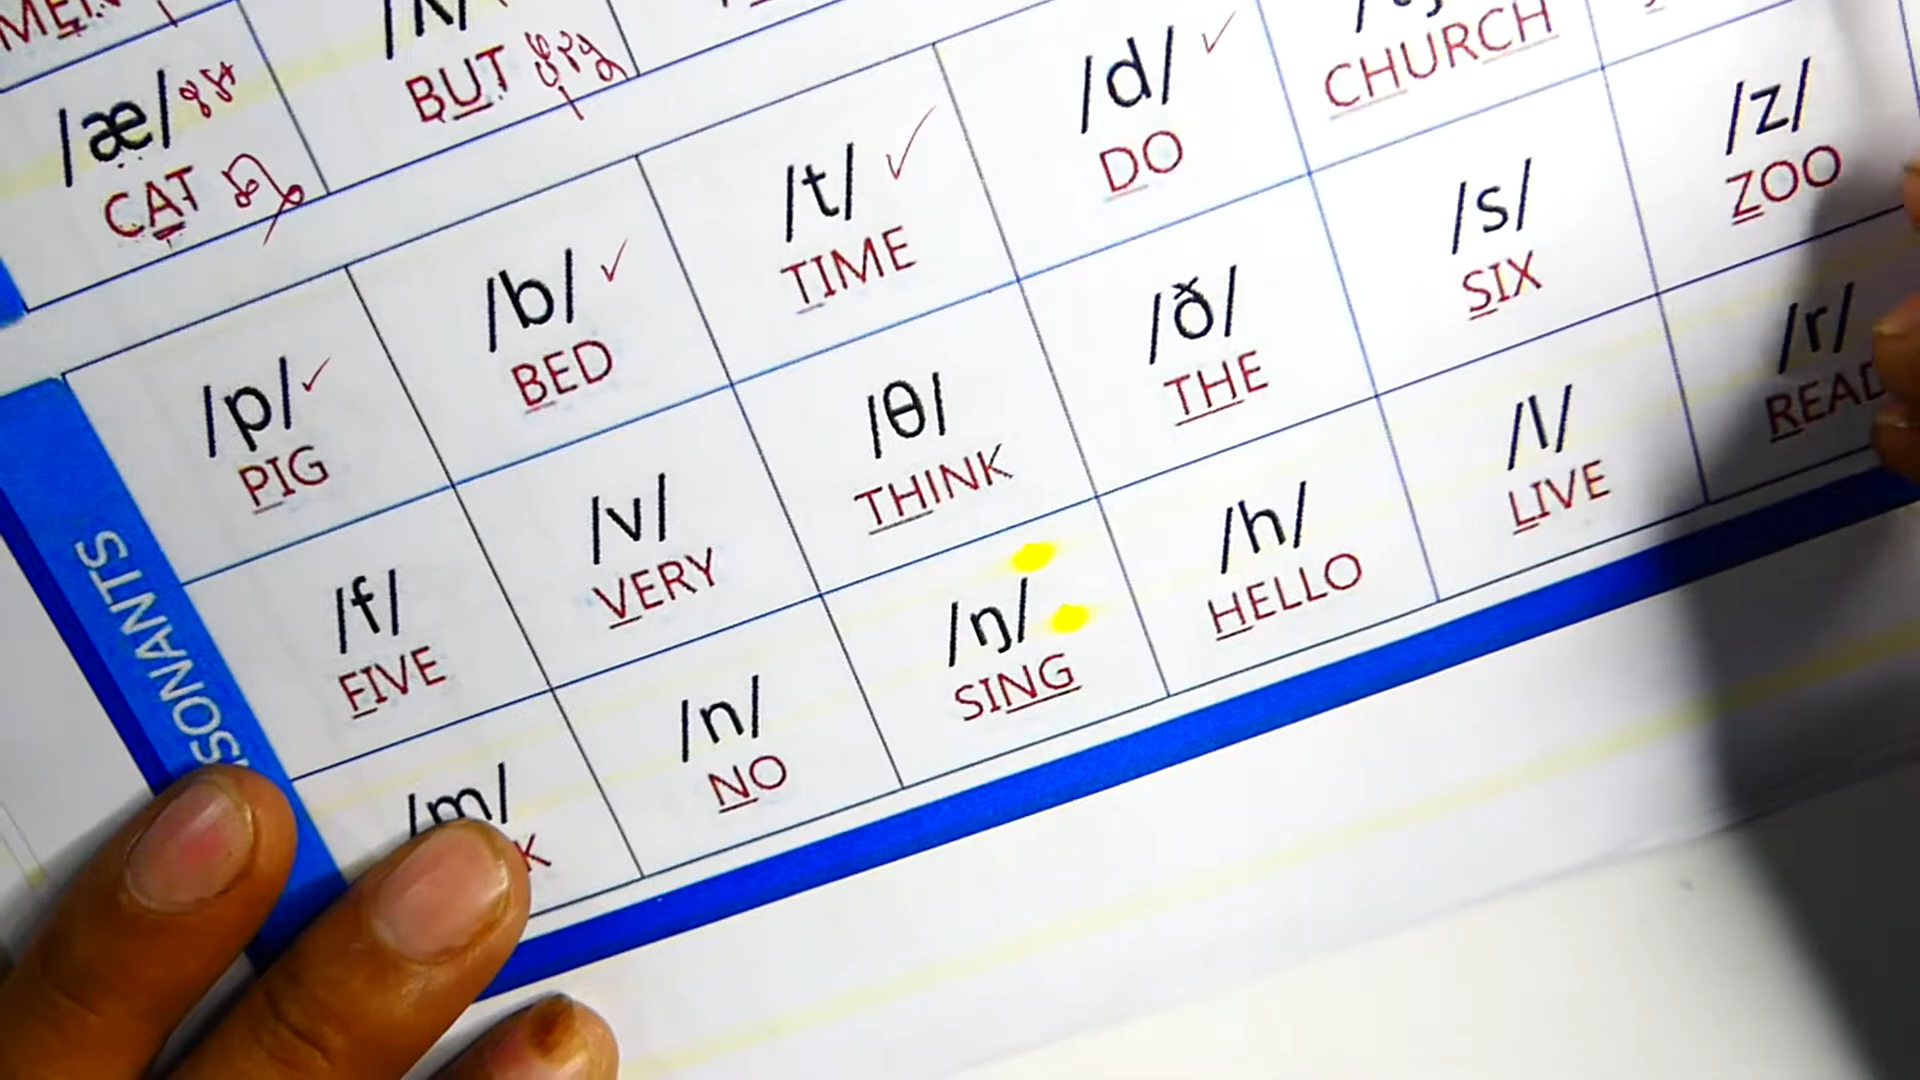 MEN
/æ/
CAT
BUT
/p/ ✓
PIG
/b/ ✓
BED
/t/ ✓
TIME
/d/ ✓
DO
CHURCH
/f/
FIVE
/v/
VERY
/θ/
THINK
/ð/
THE
/s/
SIX
/z/
ZOO
/m/
/n/
NO
/ŋ/
SING
/h/
HELLO
/l/
LIVE
/r/
READ
SONANTS